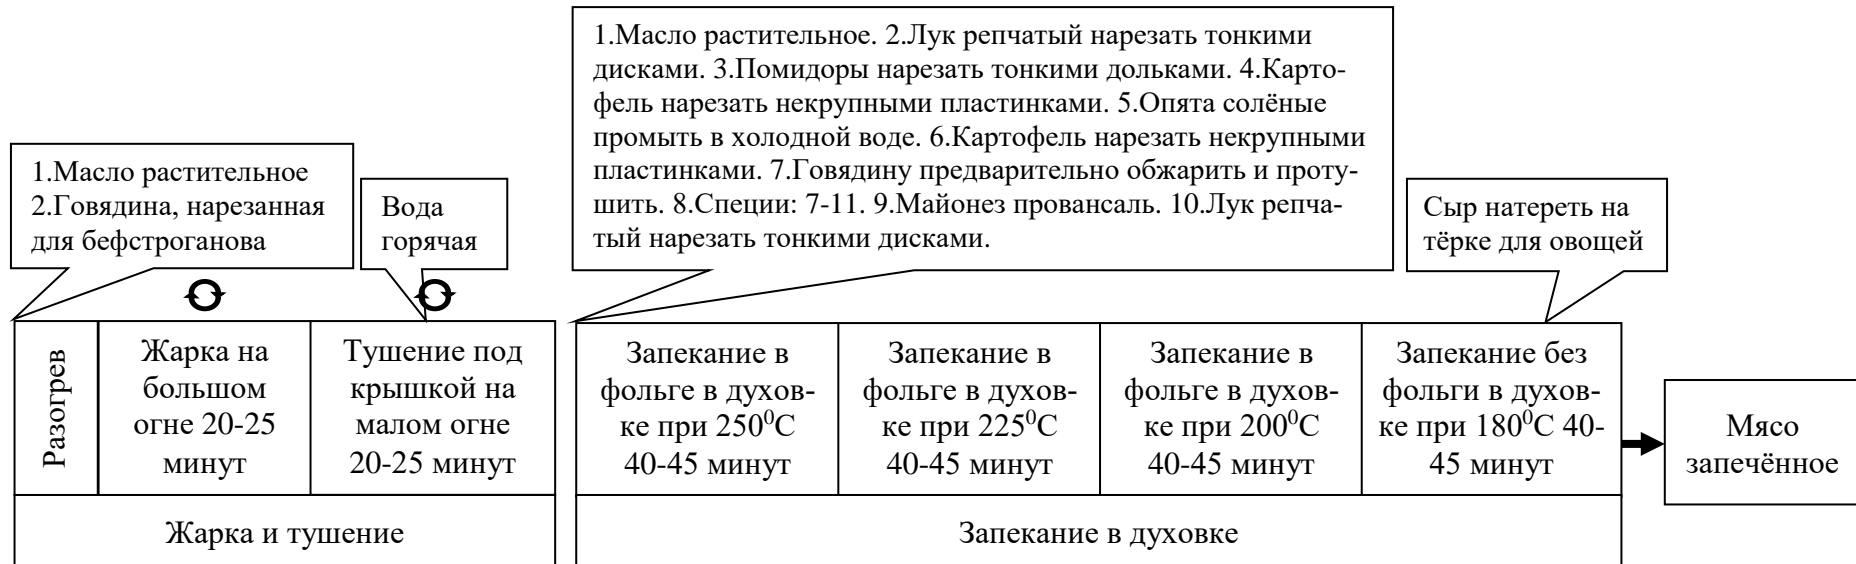 1.Масло растительное. 2.Лук репчатый нарезать тонкими
дисками. 3.Помидоры нарезать тонкими дольками. 4.Карто-
фель нарезать некрупными пластинками. 5.Опята солёные
промыть в холодной воде. 6.Картофель нарезать некрупными
пластинками. 7.Говядину предварительно обжарить и проту-
шить. 8.Специи: 7-11. 9.Майонез провансаль. 10.Лук репча-
тый нарезать тонкими дисками.
1.Масло растительное
2.Говядина, нарезанная
для бефстроганова
Вода
горячая
Сыр натереть на
тёрке для овощей
Разогрев
Жарка на
большом
огне 20-25
минут
Тушение под
крышкой на
малом огне
20-25 минут
Запекание в
фольге в духов-
ке при 250⁰С
40-45 минут
Запекание в
фольге в духов-
ке при 225⁰С
40-45 минут
Запекание в
фольге в духов-
ке при 200⁰С
40-45 минут
Запекание без
фольги в духов-
ке при 180⁰С 40-
45 минут
Мясо
запечённое
Жарка и тушение
Запекание в духовке